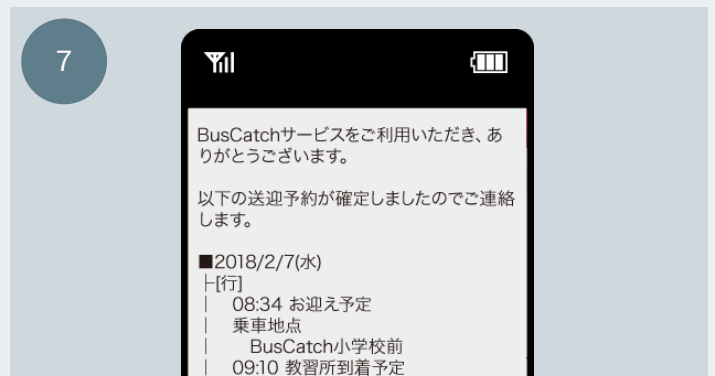 7
BusCatchサービスをご利用いただき、あ
りがとうございます。
以下の送迎予約が確定しましたのでご連絡
します。
■2018/2/7(水)
├[行]
│ 08:34 お迎え予定
│ 乗車地点
│ BusCatch小学校前
│ 09:10 教習所到着予定